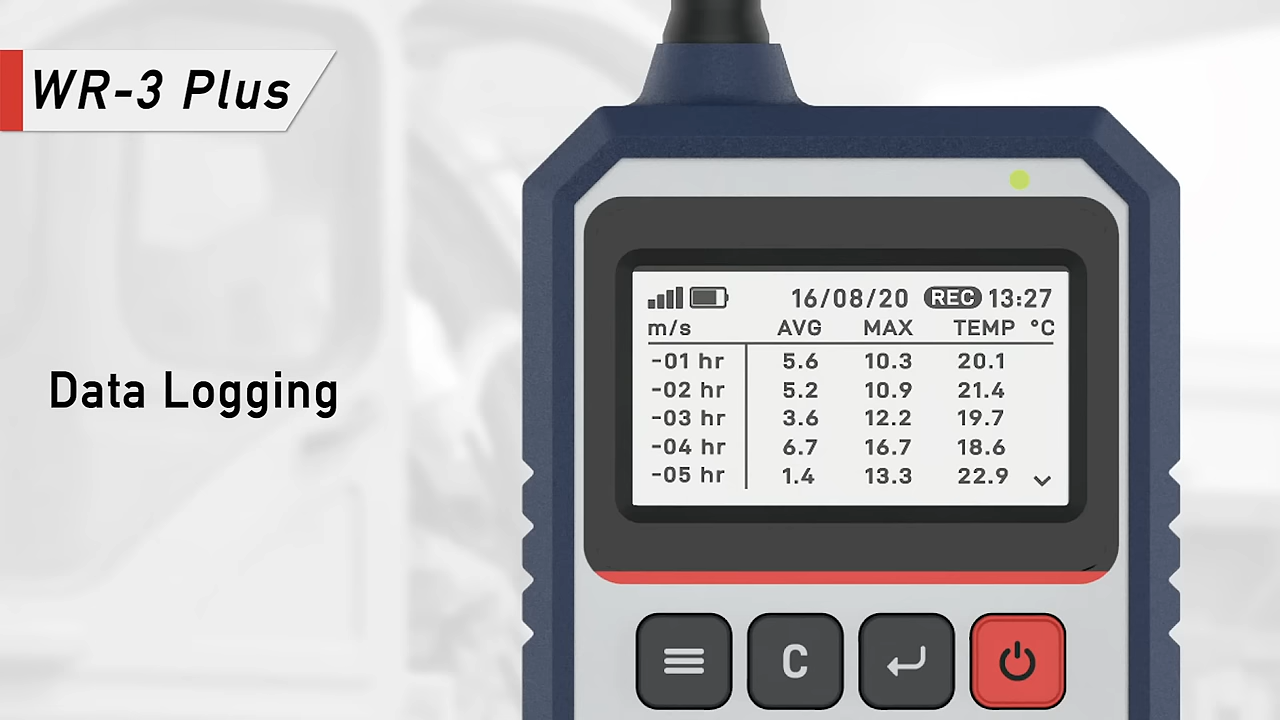 WR-3 Plus
Data Logging
16/08/20 REC 13:27
m/s AVG MAX TEMP °C
-01 hr 5.6 10.3 20.1
-02 hr 5.2 10.9 21.4
-03 hr 3.6 12.2 19.7
-04 hr 6.7 16.7 18.6
-05 hr 1.4 13.3 22.9
C